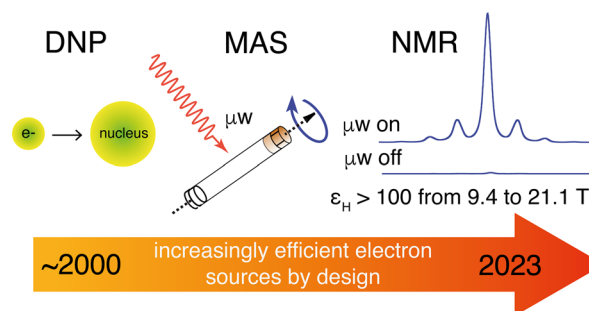 DNP
MAS
NMR
e-
nucleus
μw
μw on
μw off
εH > 100 from 9.4 to 21.1 T
~2000
increasingly efficient electron
sources by design
2023